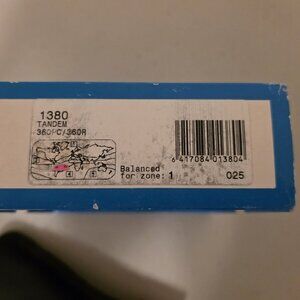 1380
TANDEM
360PC/360R
Balanced
for zone: 1
6 417084 013804
025